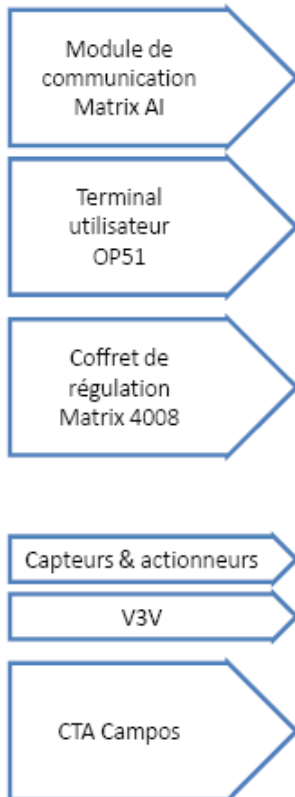 Module de
communication
Matrix AI
Terminal
utilisateur
OP51
Coffret de
régulation
Matrix 4008
Capteurs & actionneurs
V3V
CTA Campos